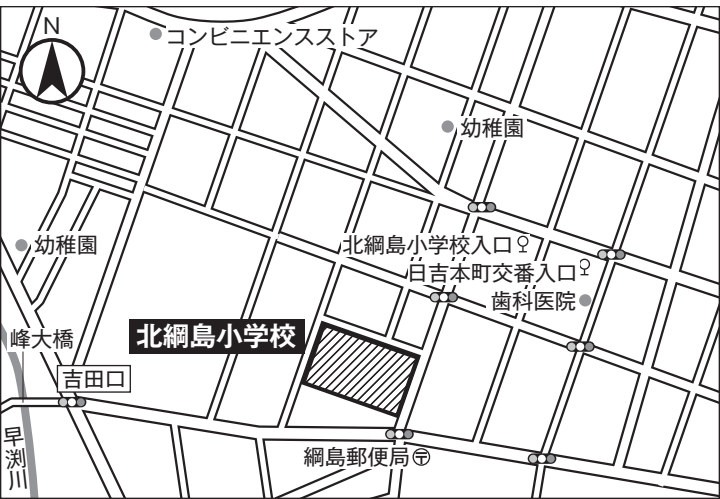 N
コンビニエンスストア
幼稚園
幼稚園
北綱島小学校入口
日吉本町交番入口
歯科医院
北綱島小学校
峰大橋
吉田口
早渕川
綱島郵便局〶